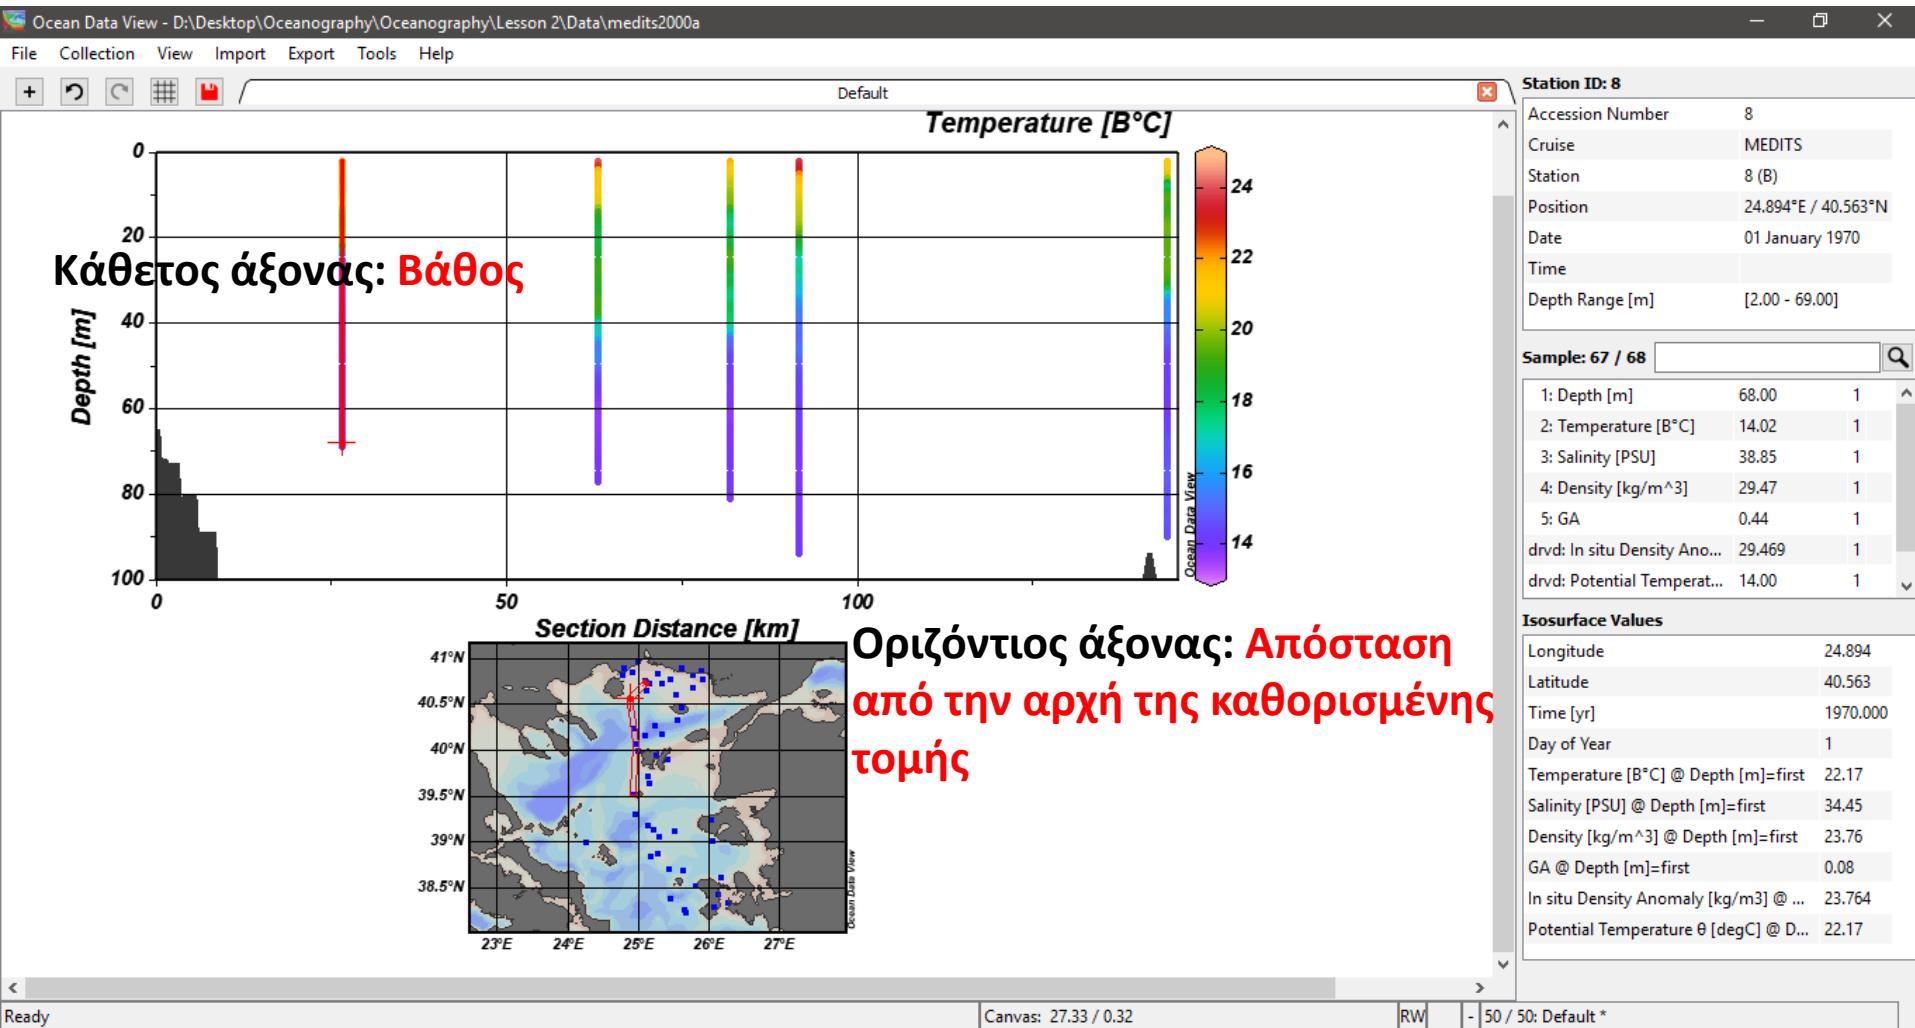 Ocean Data View - D:\Desktop\Oceanography\Oceanography\Lesson 2\Data\medits2000a
File Collection View Import Export Tools Help
Default
Temperature [B°C]
0
20
40
60
80
100
Depth [m]
Κάθετος άξονας: Βάθος
0 50 100
Section Distance [km]
24
22
20
18
16
14
Ocean Data View
Οριζόντιος άξονας: Απόσταση
από την αρχή της καθορισμένης
τομής
41°N
40.5°N
40°N
39.5°N
39°N
38.5°N
23°E 24°E 25°E 26°E 27°E
Ocean Data View
Station ID: 8
Accession Number 8
Cruise MEDITS
Station 8 (B)
Position 24.894°E / 40.563°N
Date 01 January 1970
Time
Depth Range [m] [2.00 - 69.00]
Sample: 67 / 68
1: Depth [m] 68.00 1
2: Temperature [B°C] 14.02 1
3: Salinity [PSU] 38.85 1
4: Density [kg/m^3] 29.47 1
5: GA 0.44 1
drvd: In situ Density Ano... 29.469 1
drvd: Potential Temperat... 14.00 1
Isosurface Values
Longitude 24.894
Latitude 40.563
Time [yr] 1970.000
Day of Year 1
Temperature [B°C] @ Depth [m]=first 22.17
Salinity [PSU] @ Depth [m]=first 34.45
Density [kg/m^3] @ Depth [m]=first 23.76
GA @ Depth [m]=first 0.08
In situ Density Anomaly [kg/m3] @ ... 23.764
Potential Temperature θ [degC] @ D... 22.17
Ready Canvas: 27.33 / 0.32 RW - 50 / 50: Default *